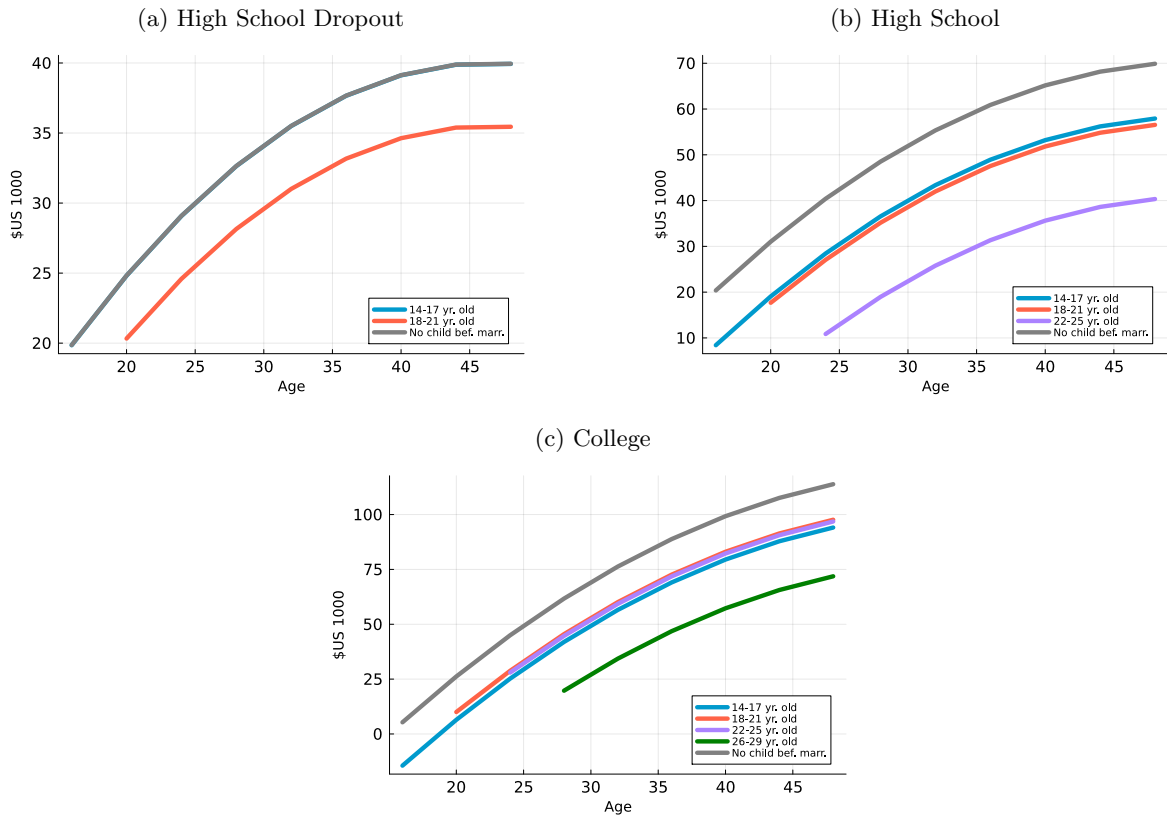 (a) High School Dropout
$US 1000
40
35
30
25
20
20 25 30 35 40 45
Age
14-17 yr. old
18-21 yr. old
No child bef. marr.
(b) High School
$US 1000
70
60
50
40
30
20
10
20 25 30 35 40 45
Age
14-17 yr. old
18-21 yr. old
22-25 yr. old
No child bef. marr.
(c) College
$US 1000
100
75
50
25
0
20 25 30 35 40 45
Age
14-17 yr. old
18-21 yr. old
22-25 yr. old
26-29 yr. old
No child bef. marr.